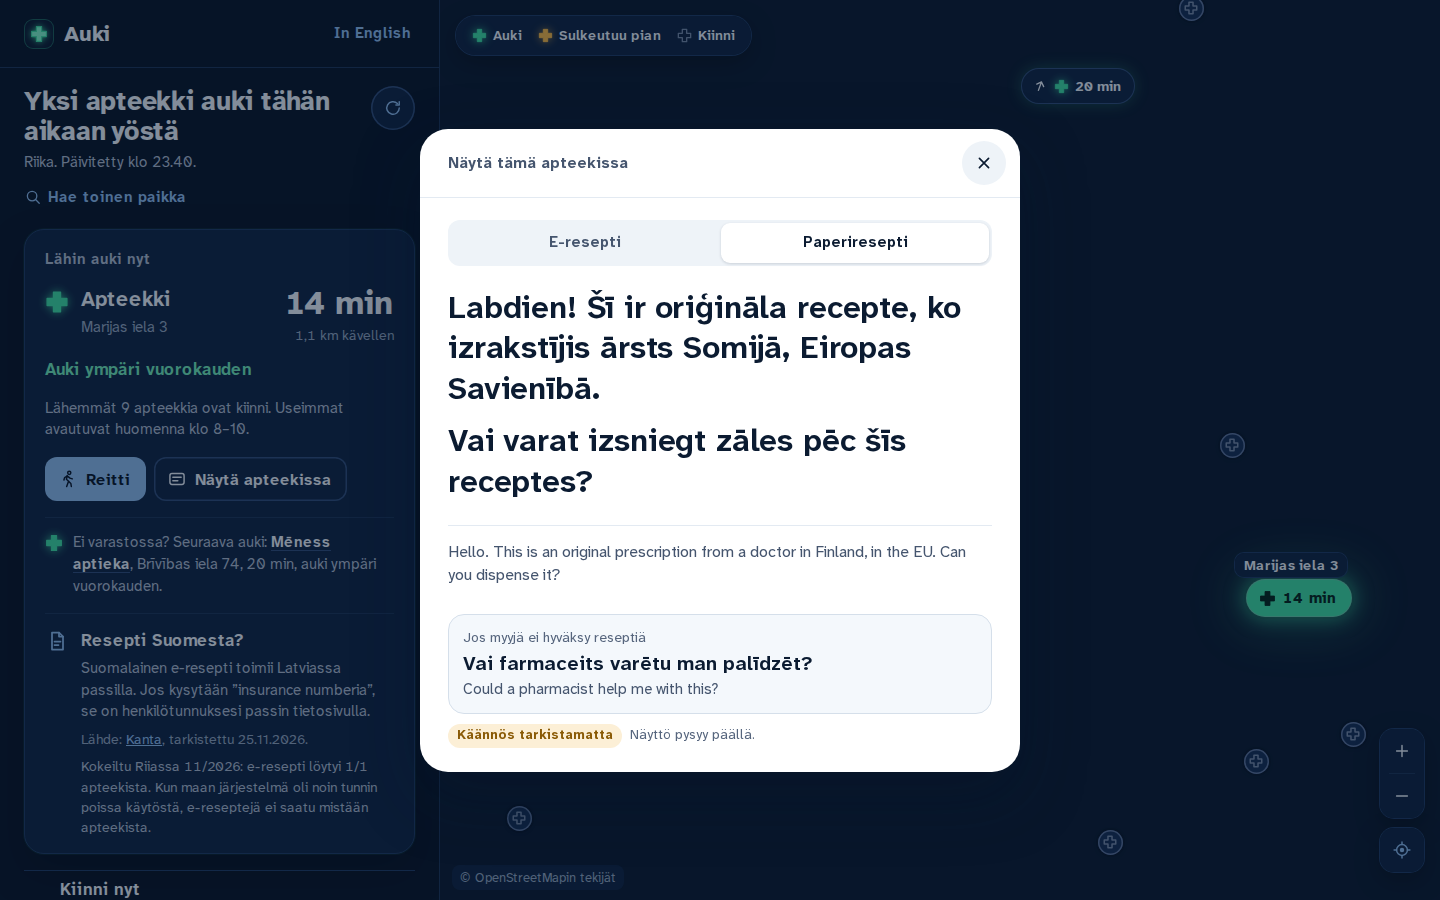 Auki
In English
Yksi apteekki auki tähän
aikaan yöstä
Riika. Päivitetty klo 23.40.
Hae toinen paikka
Lähin auki nyt
Apteekki
14 min
Marijas iela 3
1,1 km kävellen
Auki ympäri vuorokauden
Lähemmät 9 apteekkia ovat kiinni. Useimmat
avautuvat huomenna klo 8–10.
Reitti
Näytä apteekissa
Ei varastossa? Seuraava auki: Mēness
aptieka, Brīvības iela 74, 20 min, auki ympäri
vuorokauden.
Resepti Suomesta?
Suomalainen e-resepti toimii Latviassa
passilla. Jos kysytään ”insurance numberia”,
se on henkilötunnuksesi passin tietosivulla.
Lähde: Kanta, tarkistettu 25.11.2026.
Kokeiltu Riiassa 11/2026: e-resepti löytyi 1/1
apteekista. Kun maan järjestelmä oli noin tunnin
poissa käytöstä, e-reseptejä ei saatu mistään
apteekista.
Kiinni nyt
Auki
Sulkeutuu pian
Kiinni
20 min
Näytä tämä apteekissa
E-resepti
Paperiresepti
Labdien! Šī ir oriģināla recepte, ko
izrakstījis ārsts Somijā, Eiropas
Savienībā.
Vai varat izsniegt zāles pēc šīs
receptes?
Hello. This is an original prescription from a doctor in Finland, in the EU. Can
you dispense it?
Jos myyjä ei hyväksy reseptiä
Vai farmaceits varētu man palīdzēt?
Could a pharmacist help me with this?
Käännös tarkistamatta
Näyttö pysyy päällä.
Marijas iela 3
14 min
© OpenStreetMapin tekijät